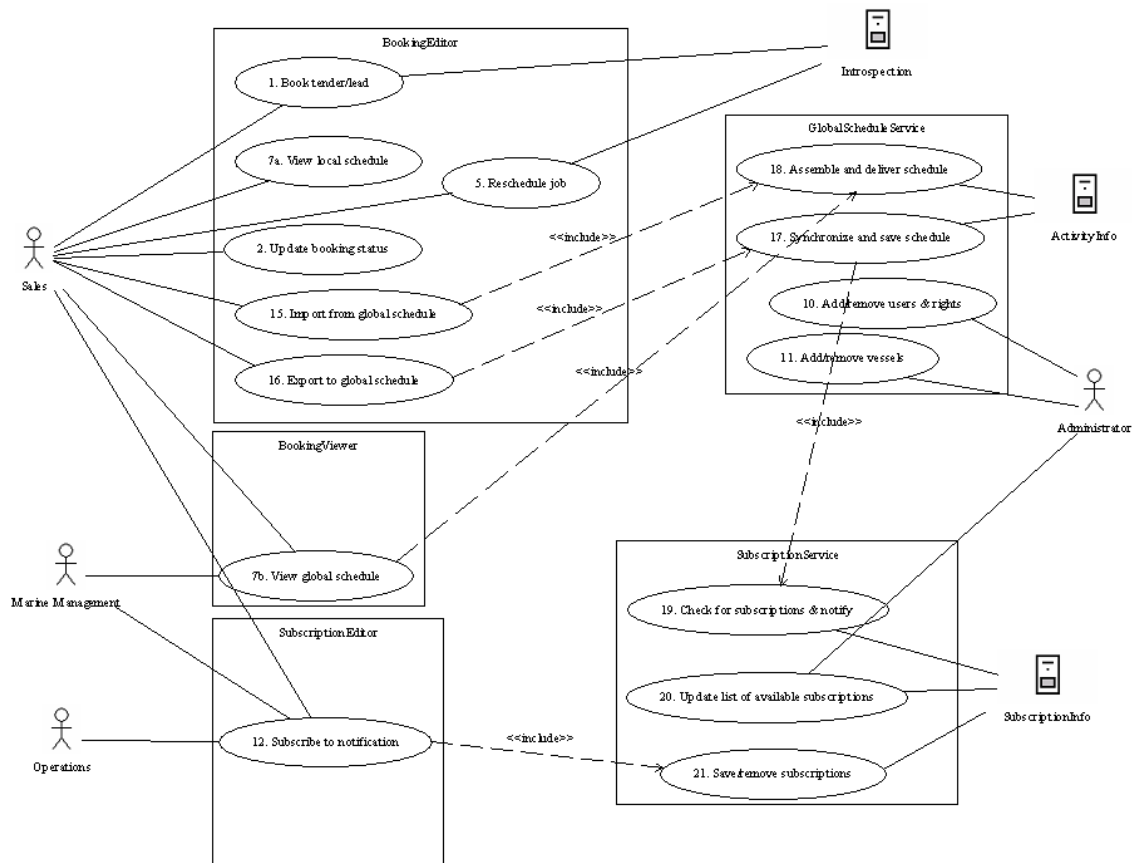 BookingEditor
1. Book tender/lead
Introspection
GlobalScheduleService
7a. View local schedule
18. Assemble and deliver schedule
5. Reschedule job
ActivityInfo
<<include>>
17. Synchronize and save schedule
2. Update booking status
Sales
10. Add/remove users & rights
15. Import from global schedule
<<include>>
11. Add/remove vessels
16. Export to global schedule
<<include>>
Administrator
<<include>>
BookingViewer
SubscriptionService
7b. View global schedule
Marine Management
19. Check for subscriptions & notify
SubscriptionEditor
20. Update list of available subscriptions
SubscriptionInfo
12. Subscribe to notification
<<include>>
Operations
21. Save/remove subscriptions